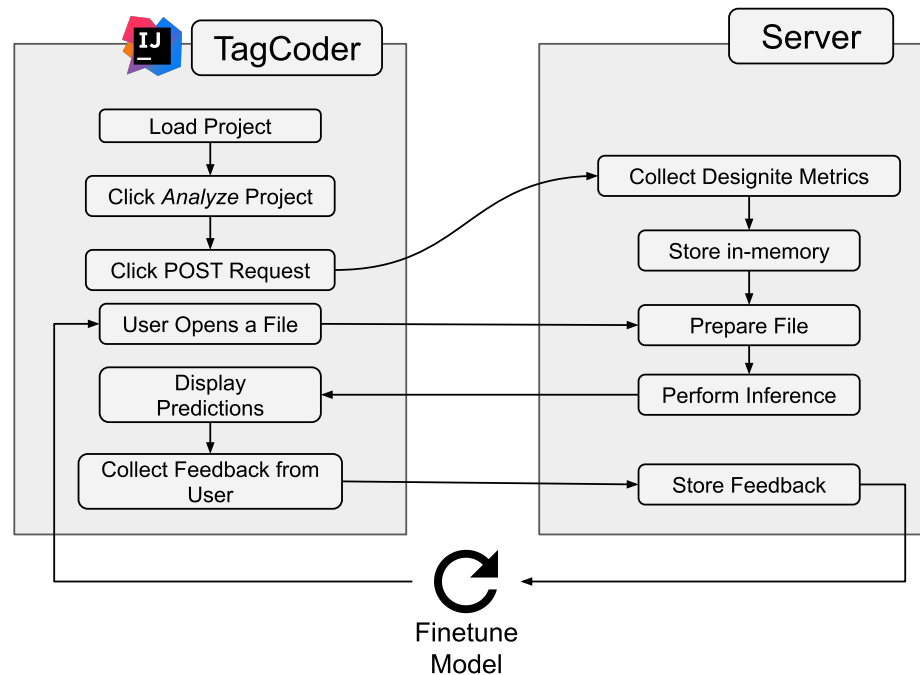 IJ
TagCoder
Server
Load Project
Click Analyze Project
Click POST Request
User Opens a File
Display
Predictions
Collect Feedback from
User
Collect Designite Metrics
Store in-memory
Prepare File
Perform Inference
Store Feedback
Finetune
Model